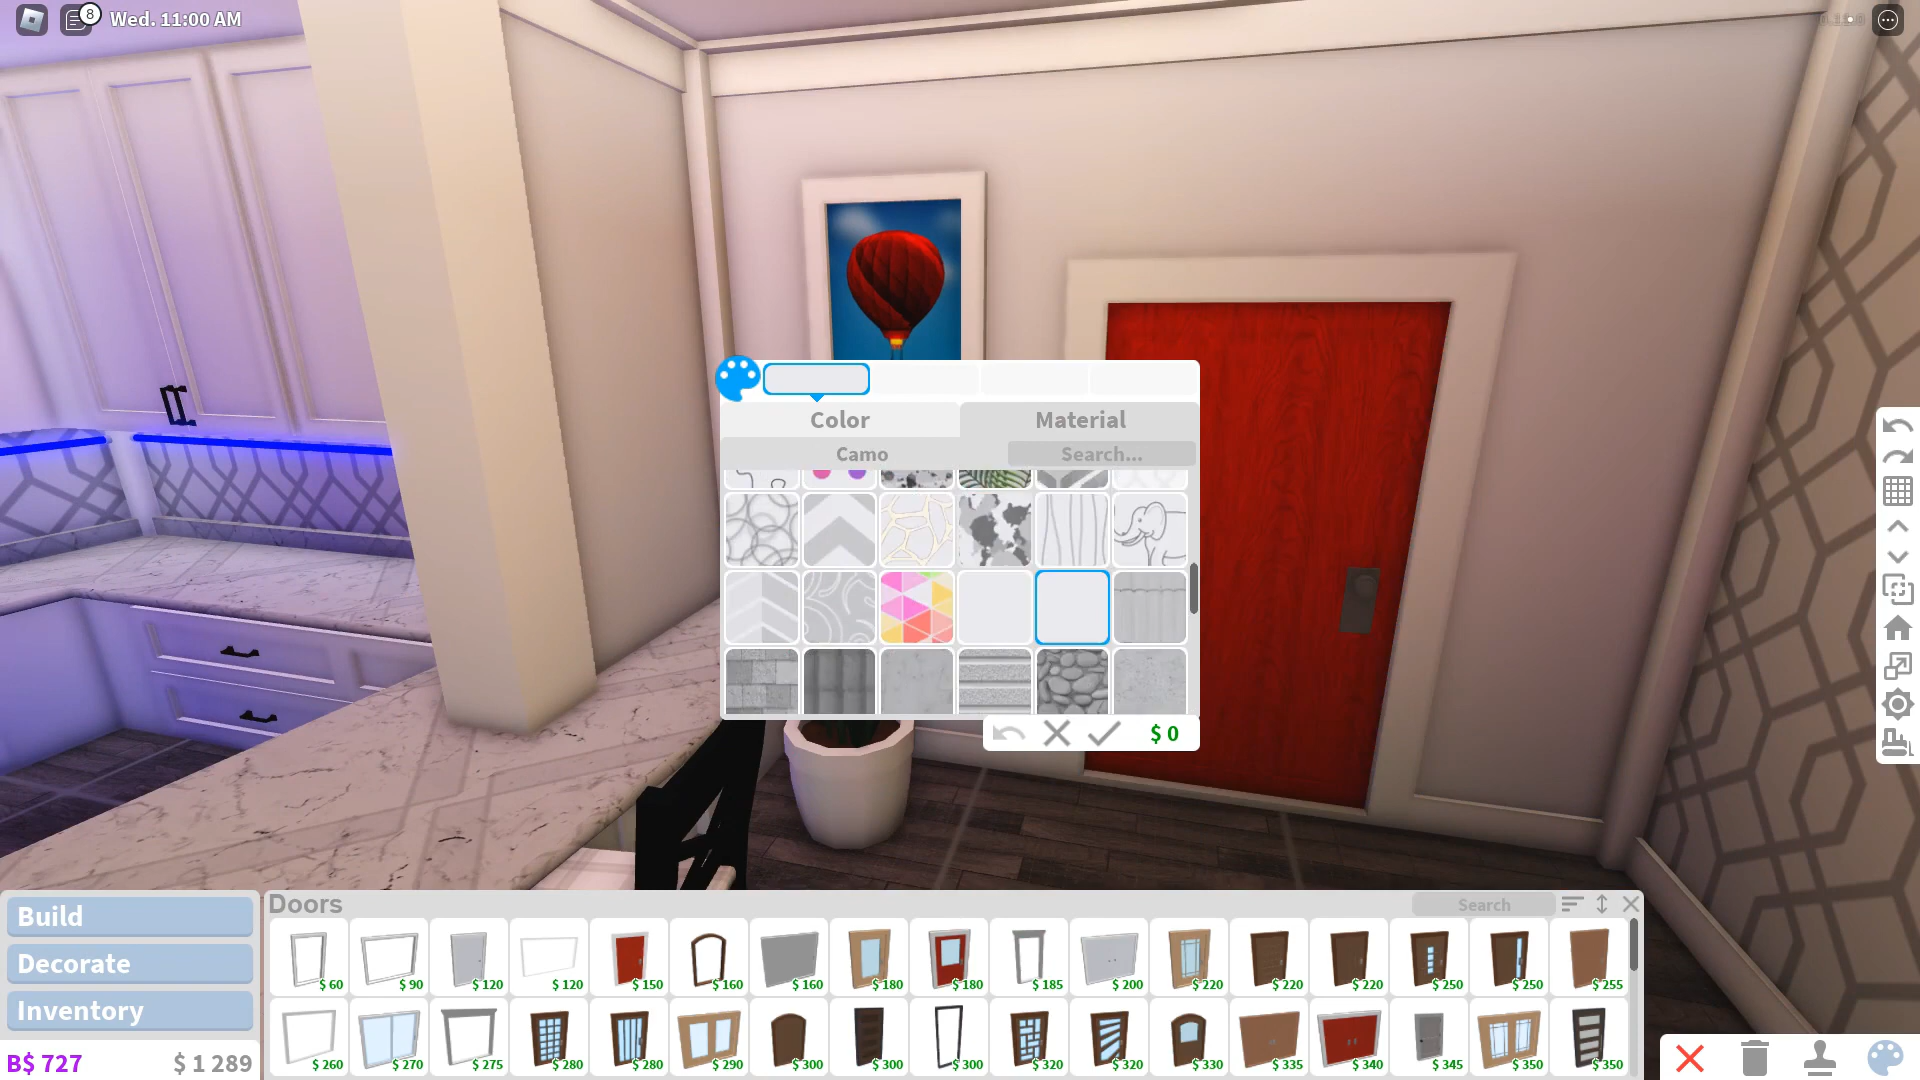 8 Wed. 11:00 AM
Color Material
Camo Search...
$ 0
Build
Decorate
Inventory
B$ 727 $ 1 289
Doors Search
$ 60 $ 90 $ 120 $ 120 $ 150 $ 160 $ 160 $ 180 $ 180 $ 185 $ 200 $ 220 $ 220 $ 220 $ 250 $ 250 $ 255
$ 260 $ 270 $ 275 $ 280 $ 280 $ 290 $ 300 $ 300 $ 300 $ 320 $ 320 $ 330 $ 335 $ 340 $ 345 $ 350 $ 350